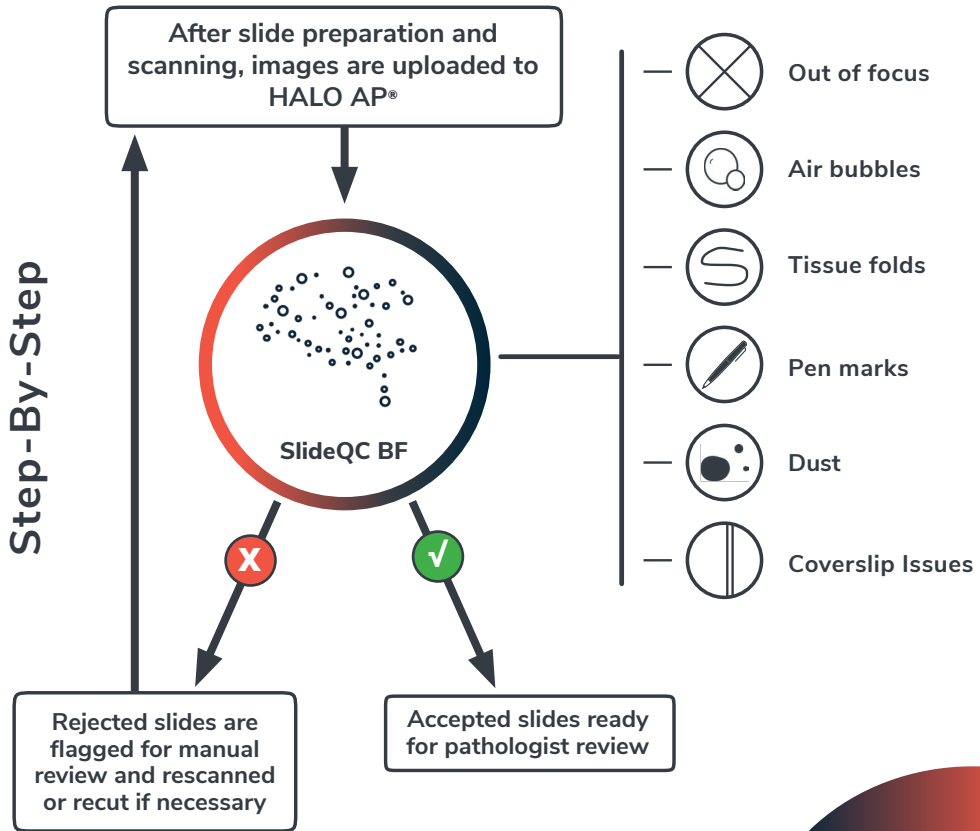 After slide preparation and
scanning, images are uploaded to
HALO AP®
Step-By-Step
SlideQC BF
X
√
Rejected slides are
flagged for manual
review and rescanned
or recut if necessary
Accepted slides ready
for pathologist review
Out of focus
Air bubbles
Tissue folds
Pen marks
Dust
Coverslip Issues